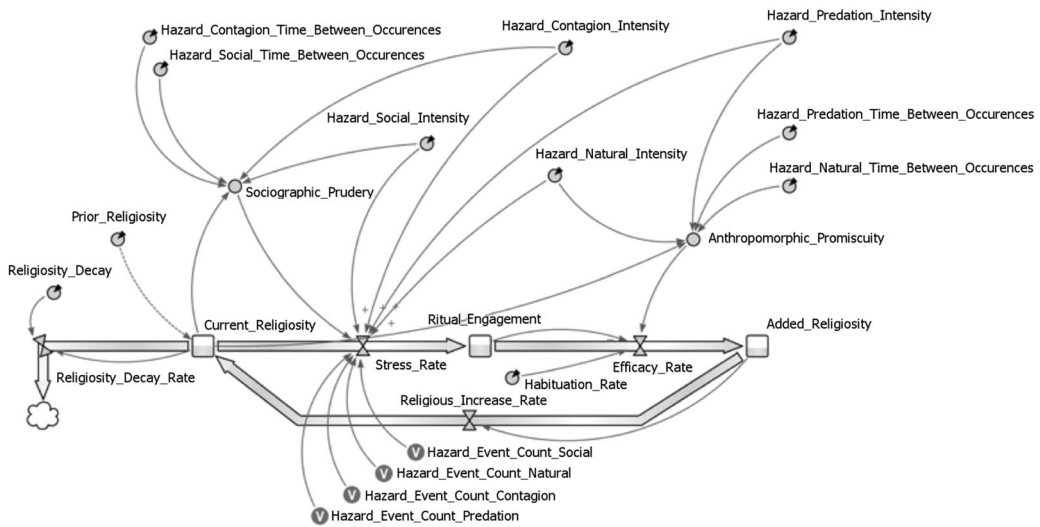 Hazard_Contagion_Time_Between_Occurences
Hazard_Contagion_Intensity
Hazard_Predation_Intensity
Hazard_Social_Time_Between_Occurences
Hazard_Social_Intensity
Hazard_Predation_Time_Between_Occurences
Hazard_Natural_Intensity
Hazard_Natural_Time_Between_Occurences
Sociographic_Prudery
Prior_Religiosity
Anthropomorphic_Promiscuity
Religiosity_Decay
Current_Religiosity
Ritual_Engagement
Added_Religiosity
Stress_Rate
Efficacy_Rate
Religiosity_Decay_Rate
Habituation_Rate
Religious_Increase_Rate
V Hazard_Event_Count_Social
V Hazard_Event_Count_Natural
V Hazard_Event_Count_Contagion
V Hazard_Event_Count_Predation